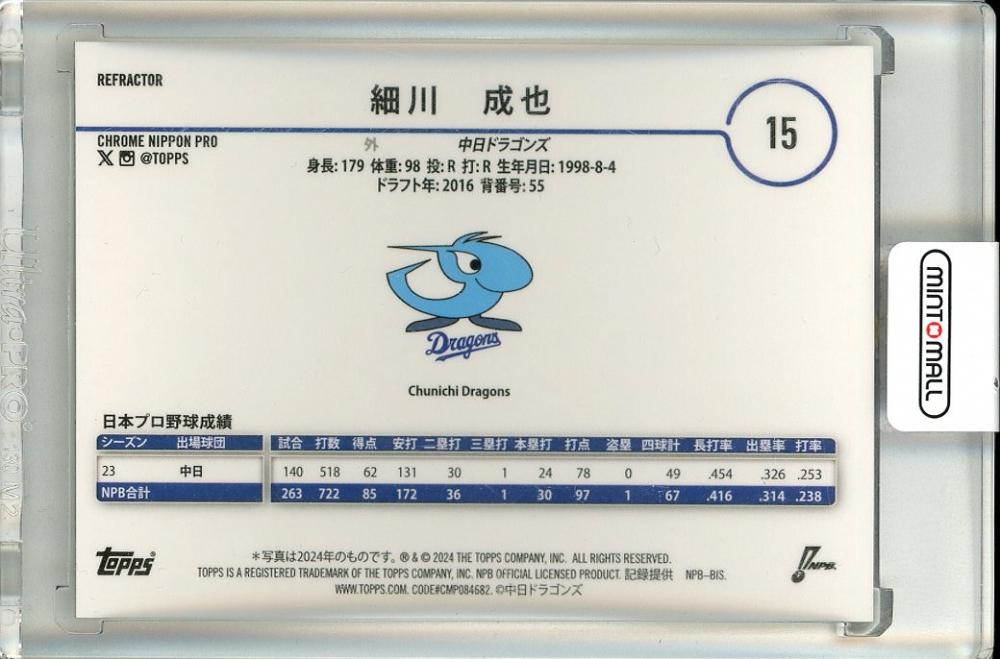 REFRACTOR
細川 成也
15
CHROME NIPPON PRO
@TOPPS
外 中日ドラゴンズ
身長: 179 体重: 98 投: R 打: R 生年月日: 1998-8-4
ドラフト年: 2016 背番号: 55
Dragons
Chunichi Dragons
日本プロ野球成績
シーズン 出場球団 試合 打数 得点 安打 二塁打 三塁打 本塁打 打点 盗塁 四球計 長打率 出塁率 打率
23 中日 140 518 62 131 30 1 24 78 0 49 .454 .326 .253
NPB合計 263 722 85 172 36 1 30 97 1 67 .416 .314 .238
Topps
*写真は2024年のものです。 ® & © 2024 THE TOPPS COMPANY, INC. ALL RIGHTS RESERVED.
TOPPS IS A REGISTERED TRADEMARK OF THE TOPPS COMPANY, INC. NPB OFFICIAL LICENSED PRODUCT. 記録提供 NPB-BIS.
WWW.TOPPS.COM. CODE#CMP084682. ©中日ドラゴンズ
NPB
MINTOMALL
Ultra·PRO